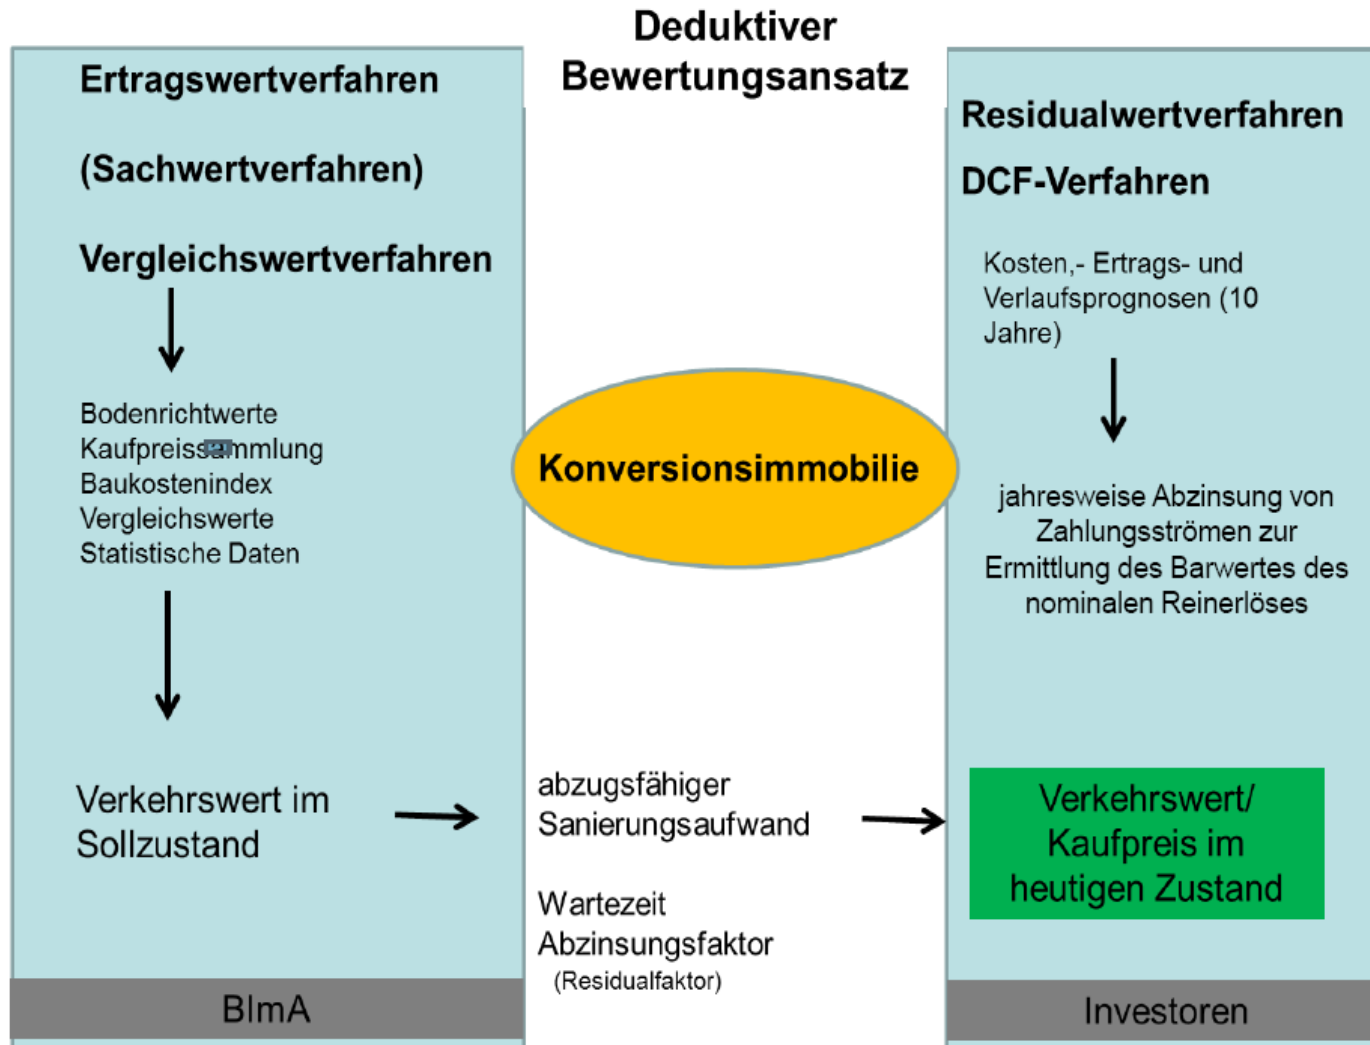 Deduktiver
Bewertungsansatz
Ertragswertverfahren
(Sachwertverfahren)
Vergleichswertverfahren
Bodenrichtwerte
Kaufpreissammlung
Baukostenindex
Vergleichswerte
Statistische Daten
Verkehrswert im
Sollzustand
BImA
Konversionsimmobilie
abzugsfähiger
Sanierungsaufwand
Wartezeit
Abzinsungsfaktor
(Residualfaktor)
Residualwertverfahren
DCF-Verfahren
Kosten,- Ertrags- und
Verlaufsprognosen (10
Jahre)
jahresweise Abzinsung von
Zahlungsströmen zur
Ermittlung des Barwertes des
nominalen Reinerlöses
Verkehrswert/
Kaufpreis im
heutigen Zustand
Investoren